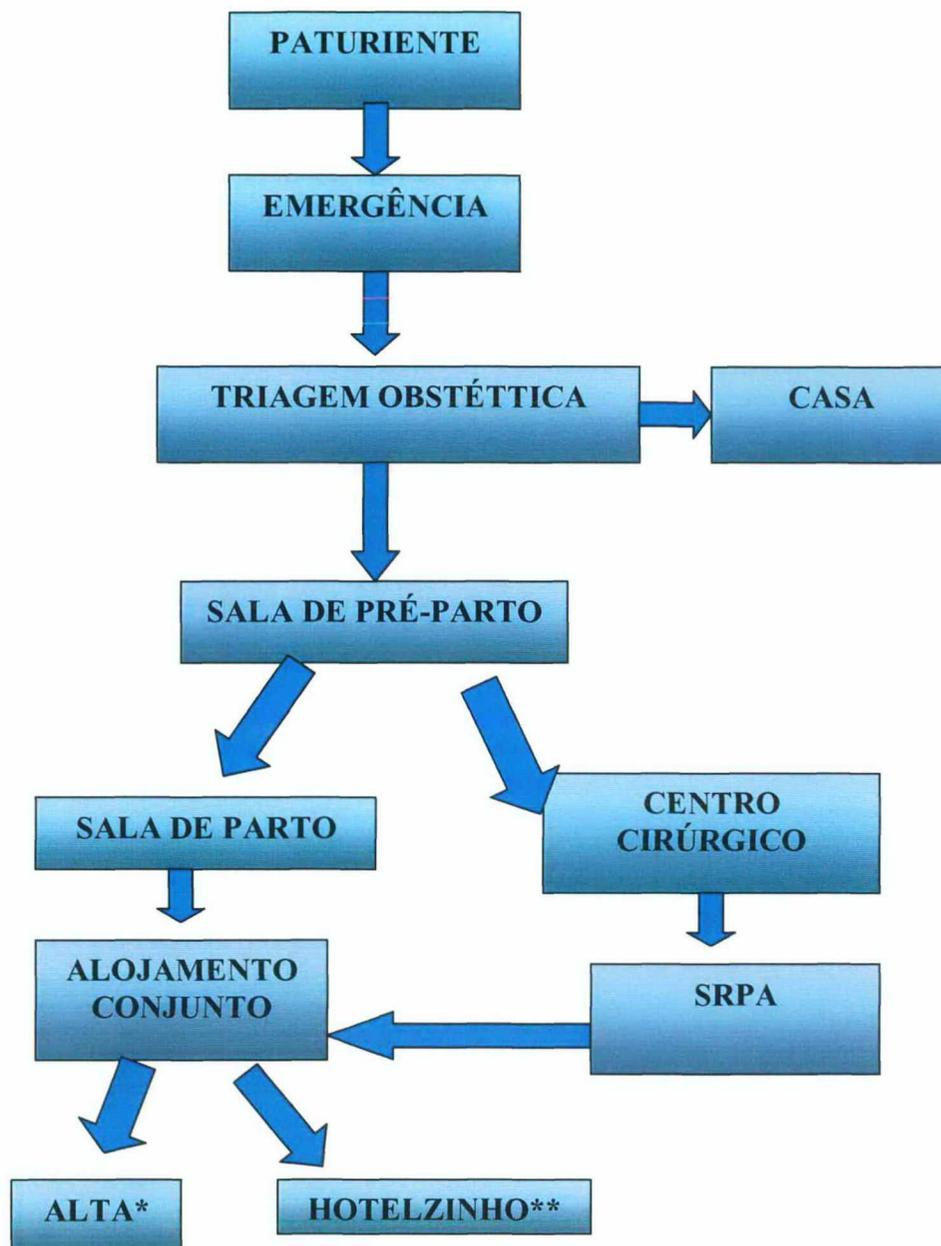 PATURIENTE
EMERGÊNCIA
TRIAGEM OBSTÉTTICA
CASA
SALA DE PRÉ-PARTO
SALA DE PARTO
CENTRO
CIRÚRGICO
ALOJAMENTO
CONJUNTO
SRPA
ALTA*
HOTELZINHO**